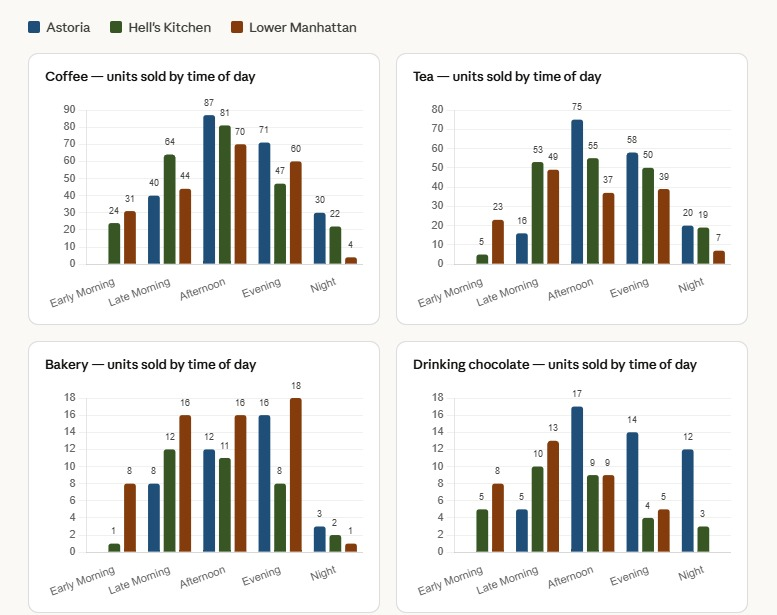 Astoria Hell's Kitchen Lower Manhattan
Coffee — units sold by time of day
90
80
70
60
50
40
30
20
10
0
24 31
40 64 44
87 81 70
71 47 60
30 22 4
Early Morning Late Morning Afternoon Evening Night
Tea — units sold by time of day
80
70
60
50
40
30
20
10
0
5 23
16 53 49
75 55 37
58 50 39
20 19 7
Early Morning Late Morning Afternoon Evening Night
Bakery — units sold by time of day
18
16
14
12
10
8
6
4
2
0
1 8
8 12 16
12 11 16
16 8 18
3 2 1
Early Morning Late Morning Afternoon Evening Night
Drinking chocolate — units sold by time of day
18
16
14
12
10
8
6
4
2
0
5 8
5 10 13
17 9 9
14 4 5
12 3
Early Morning Late Morning Afternoon Evening Night